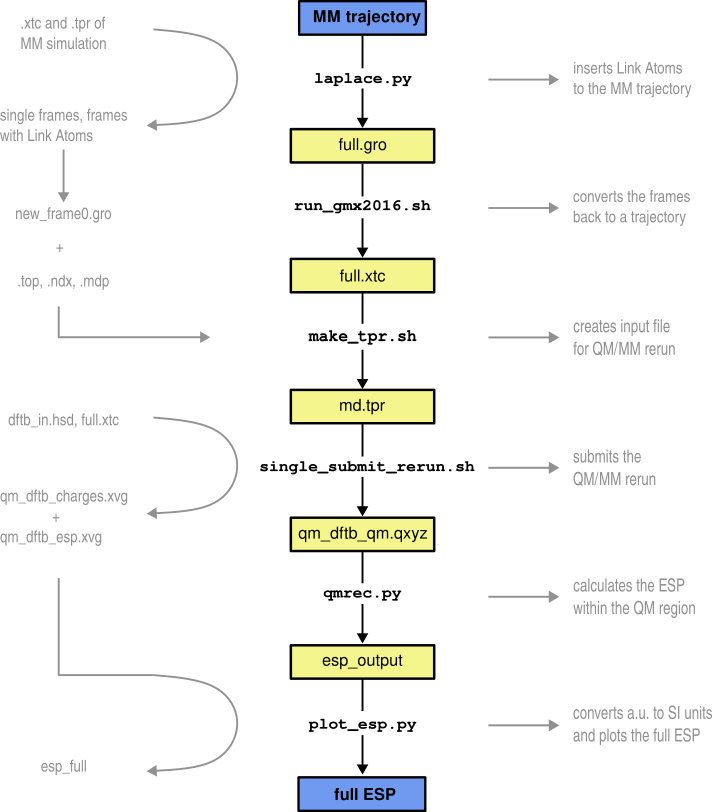 MM trajectory
.xtc and .tpr of
MM simulation
laplace.py
inserts Link Atoms
to the MM trajectory
single frames, frames
with Link Atoms
full.gro
new_frame0.gro
run_gmx2016.sh
converts the frames
back to a trajectory
+
.top, .ndx, .mdp
full.xtc
make_tpr.sh
creates input file
for QM/MM rerun
md.tpr
dftb_in.hsd, full.xtc
single_submit_rerun.sh
submits the
QM/MM rerun
qm_dftb_charges.xvg
+
qm_dftb_esp.xvg
qm_dftb_qm.qxyz
qmrec.py
calculates the ESP
within the QM region
esp_output
plot_esp.py
converts a.u. to SI units
and plots the full ESP
esp_full
full ESP